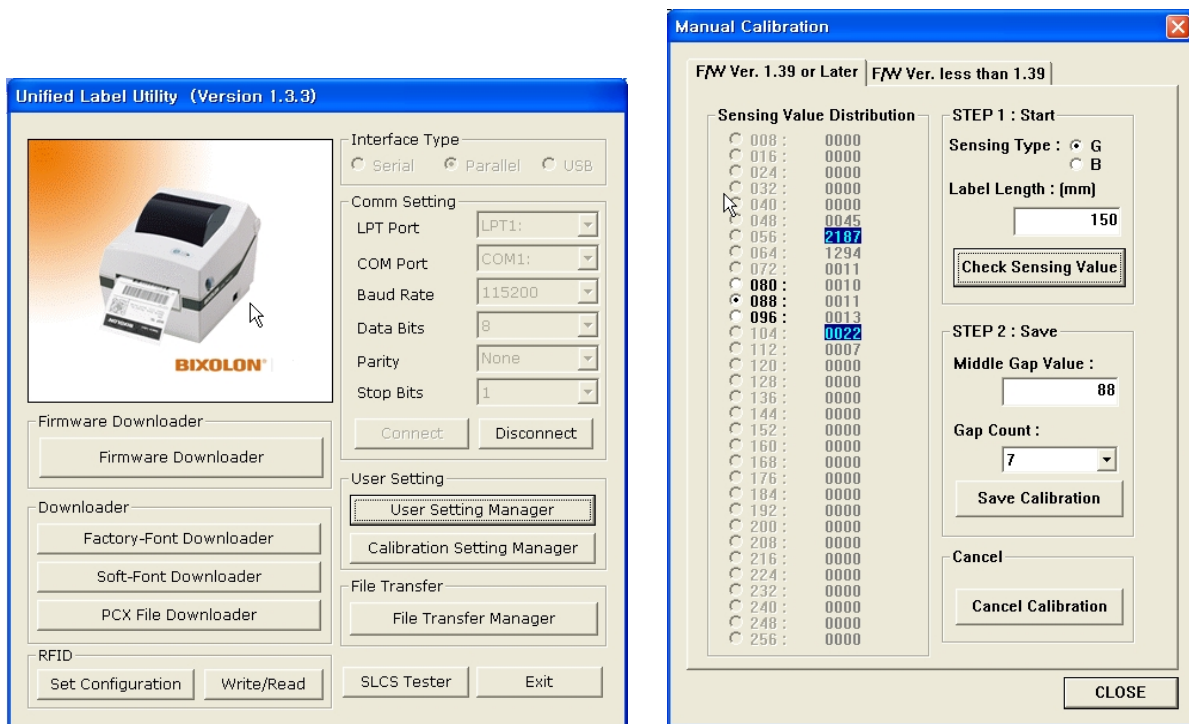 Unified Label Utility (Version 1.3.3)
BIXOLON
Interface Type
Serial Parallel USB
Comm Setting
LPT Port LPT1:
COM Port COM1:
Baud Rate 115200
Data Bits 8
Parity None
Stop Bits 1
Connect Disconnect
Firmware Downloader
Firmware Downloader
Downloader
Factory-Font Downloader
Soft-Font Downloader
PCX File Downloader
RFID
Set Configuration Write/Read
User Setting
User Setting Manager
Calibration Setting Manager
File Transfer
File Transfer Manager
SLCS Tester Exit
Manual Calibration
F/W Ver. 1.39 or Later F/W Ver. less than 1.39
Sensing Value Distribution
008 : 0000
016 : 0000
024 : 0000
032 : 0000
040 : 0000
048 : 0045
056 : 2187
064 : 1294
072 : 0011
080 : 0010
088 : 0011
096 : 0013
104 : 0022
112 : 0007
120 : 0000
128 : 0000
136 : 0000
144 : 0000
152 : 0000
160 : 0000
168 : 0000
176 : 0000
184 : 0000
192 : 0000
200 : 0000
208 : 0000
216 : 0000
224 : 0000
232 : 0000
240 : 0000
248 : 0000
256 : 0000
STEP 1 : Start
Sensing Type : G
B
Label Length : (mm)
150
Check Sensing Value
STEP 2 : Save
Middle Gap Value :
88
Gap Count :
7
Save Calibration
Cancel
Cancel Calibration
CLOSE